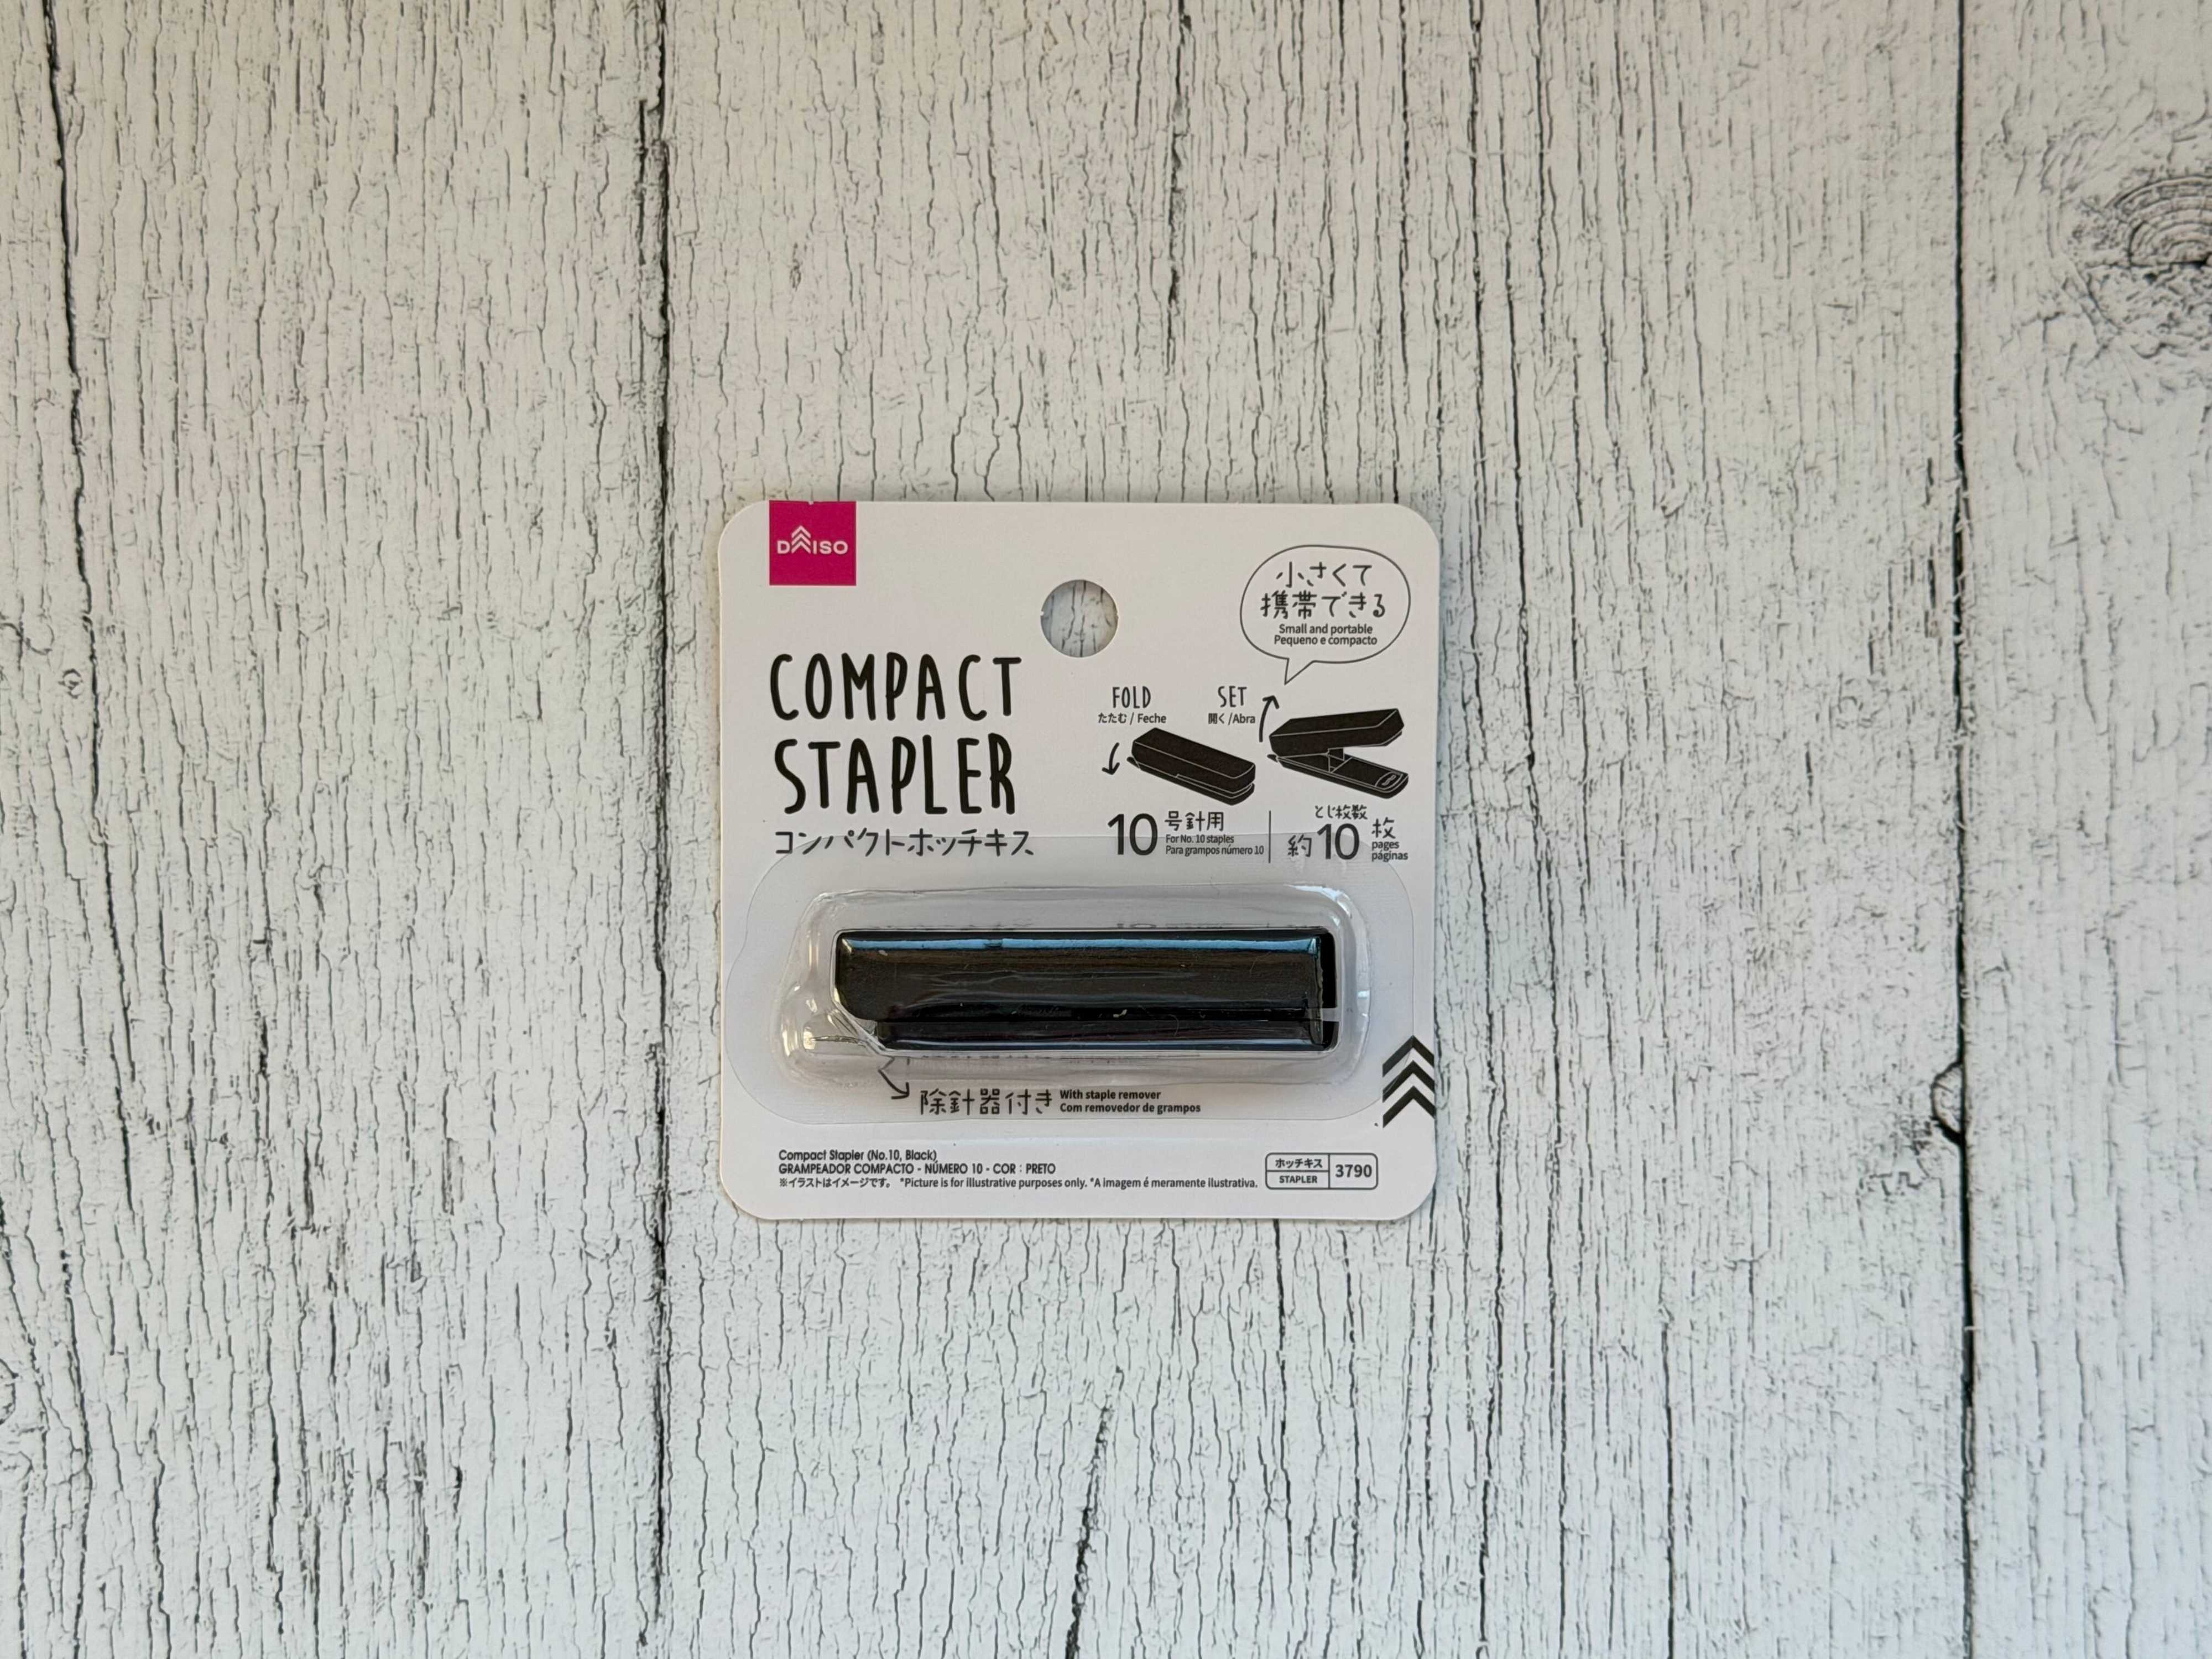 DAISO
小さくて
携帯できる
Small and portable
Pequeno e compacto
COMPACT
STAPLER
コンパクトホッチキス
FOLD
たたむ / Feche
SET
開く /Abra
10 号針用
For No. 10 staples
Para grampos número 10
とじ枚数
約10枚
pages
páginas
除針器付き
With staple remover
Com removedor de grampos
Compact Stapler (No.10, Black)
GRAMPEADOR COMPACTO - NÚMERO 10 - COR : PRETO
※イラストはイメージです。 *Picture is for illustrative purposes only. *A imagem é meramente ilustrativa.
ホッチキス
STAPLER
3790